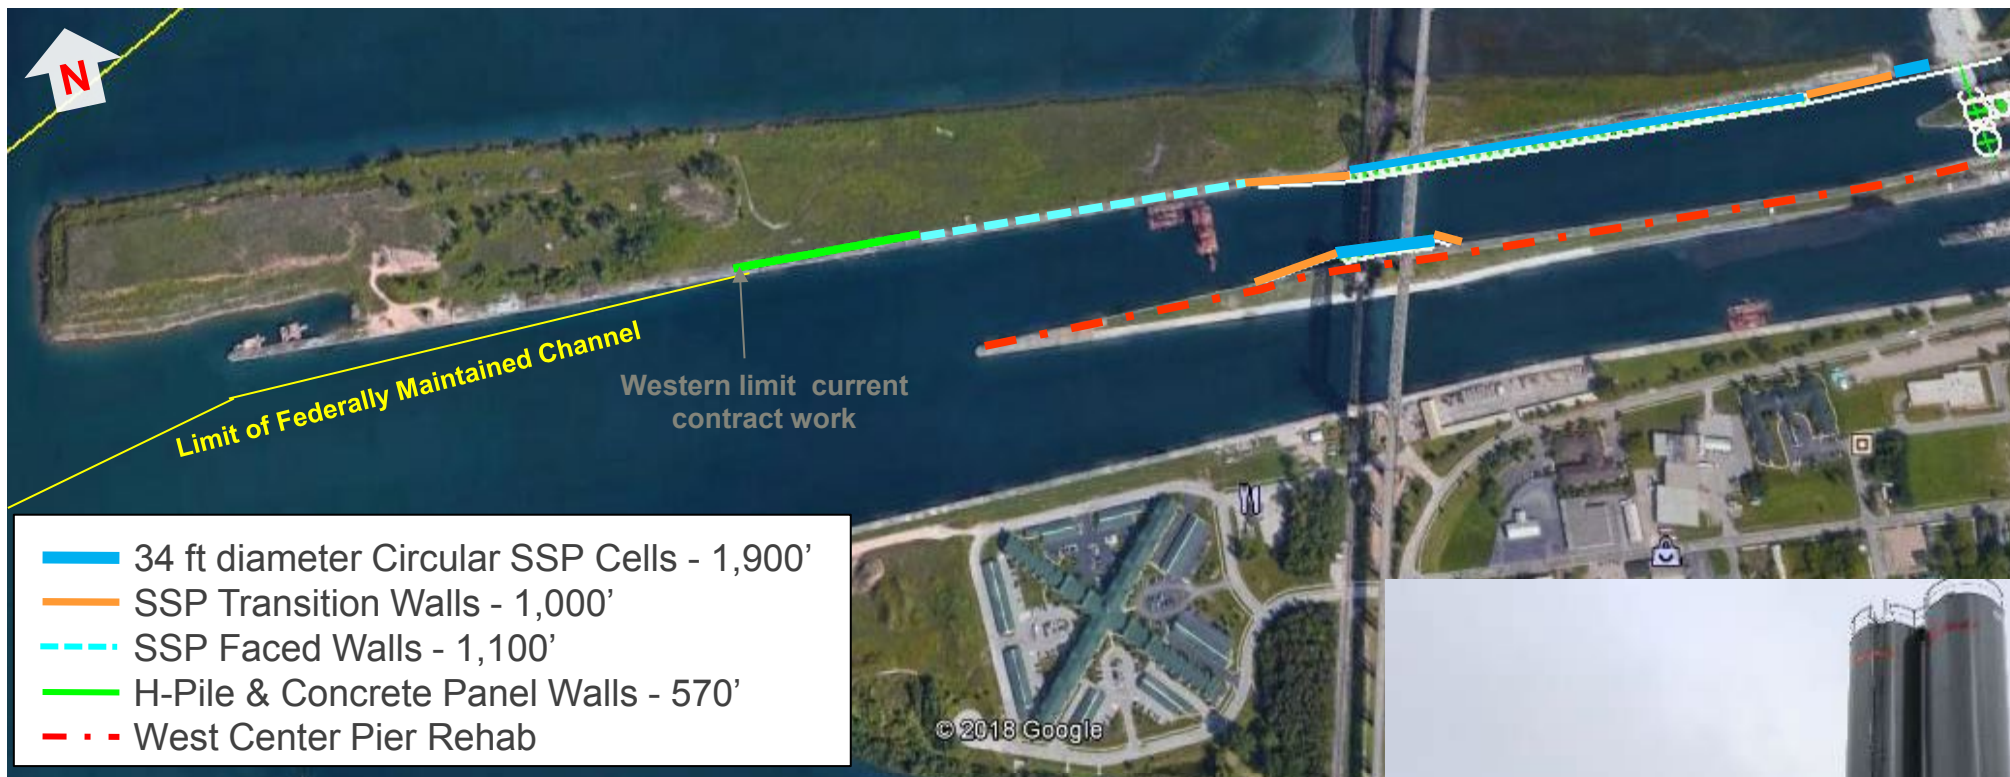 N
Limit of Federally Maintained Channel
Western limit current
contract work
34 ft diameter Circular SSP Cells - 1,900’
SSP Transition Walls - 1,000’
SSP Faced Walls - 1,100’
H-Pile & Concrete Panel Walls - 570’
West Center Pier Rehab
© 2018 Google